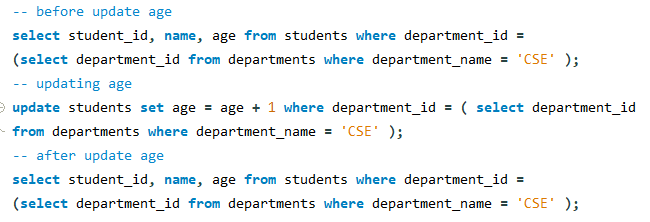 -- before update age
select student_id, name, age from students where department_id =
(select department_id from departments where department_name = 'CSE' );
-- updating age
update students set age = age + 1 where department_id = ( select department_id
from departments where department_name = 'CSE' );
-- after update age
select student_id, name, age from students where department_id =
(select department_id from departments where department_name = 'CSE' );